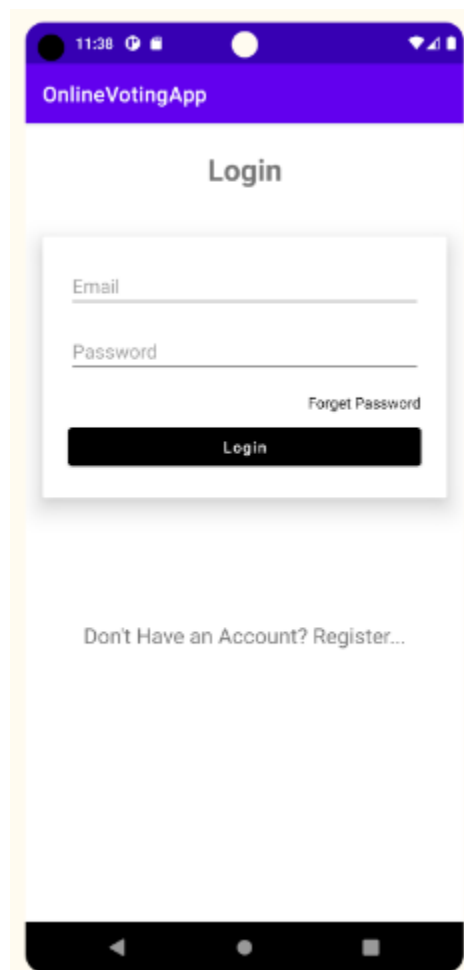 11:38
OnlineVotingApp
Login
Email
Password
Forget Password
Login
Don't Have an Account? Register...